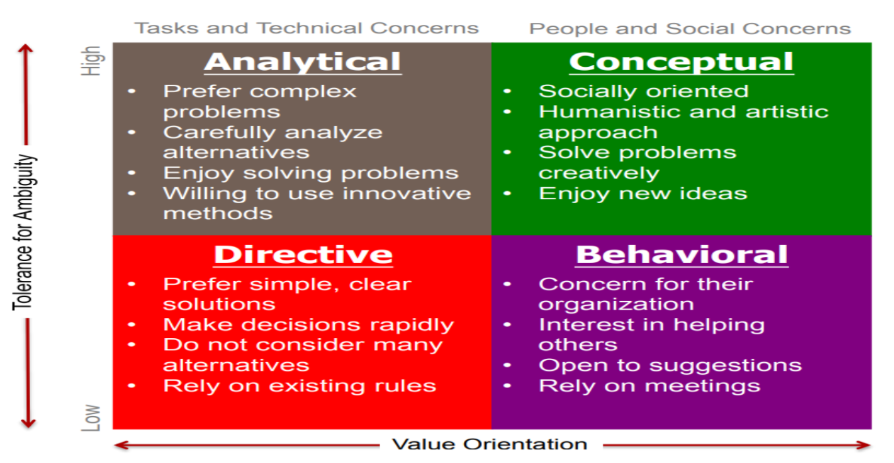 Tasks and Technical Concerns
People and Social Concerns
High
Tolerance for Ambiguity
Low
Analytical
• Prefer complex
problems
• Carefully analyze
alternatives
• Enjoy solving problems
• Willing to use innovative
methods
Conceptual
• Socially oriented
• Humanistic and artistic
approach
• Solve problems
creatively
• Enjoy new ideas
Directive
• Prefer simple, clear
solutions
• Make decisions rapidly
• Do not consider many
alternatives
• Rely on existing rules
Behavioral
• Concern for their
organization
• Interest in helping
others
• Open to suggestions
• Rely on meetings
Value Orientation